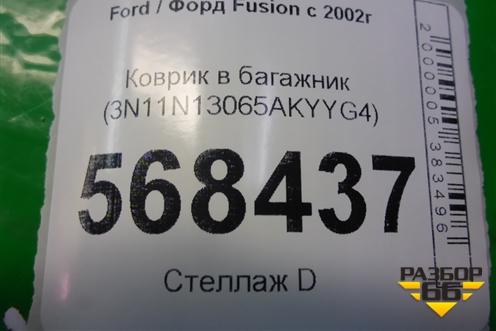 Ford / Форд Fusion с 2002г
Коврик в багажник
(3N11N13065AKYYG4)
568437
Стеллаж D
2000005383496
РАЗБОР
66